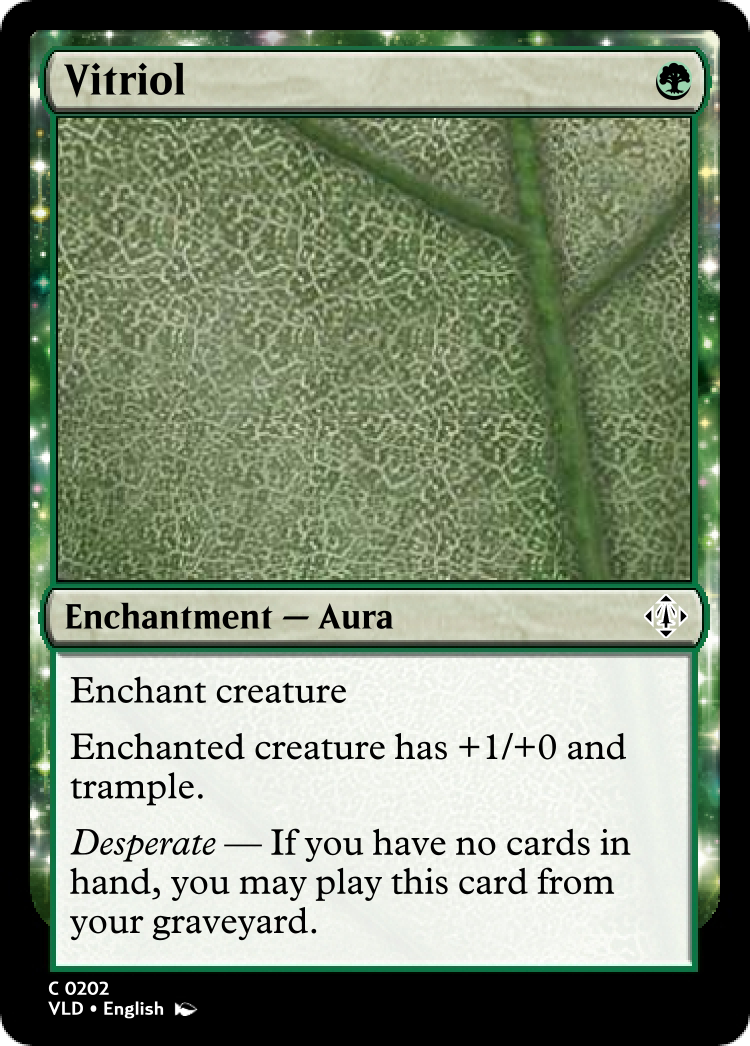 Vitriol
Enchantment — Aura
Enchant creature
Enchanted creature has +1/+0 and
trample.
Desperate — If you have no cards in
hand, you may play this card from
your graveyard.
C 0202
VLD • English